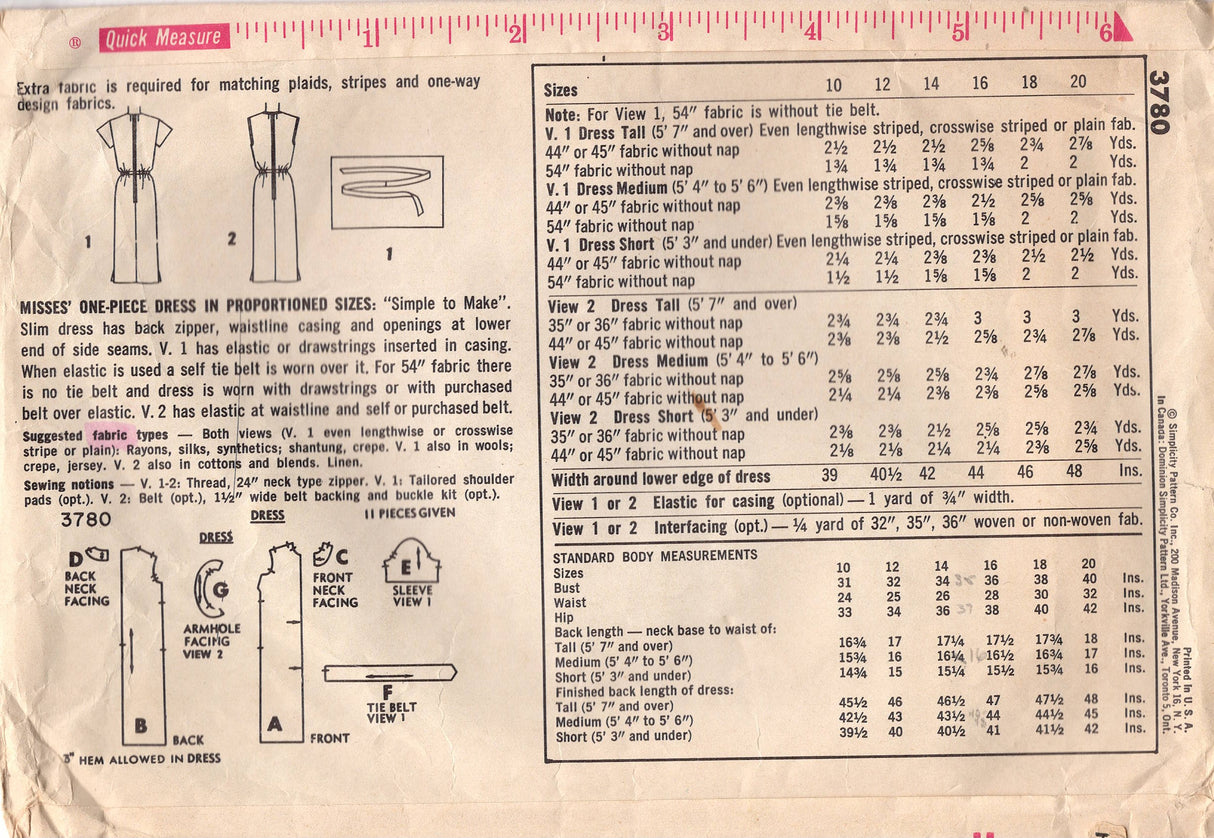 ® Quick Measure 1 2 3 4 5 6
Extra fabric is required for matching plaids, stripes and one-way
design fabrics.
1
2
1
MISSES' ONE-PIECE DRESS IN PROPORTIONED SIZES: "Simple to Make".
Slim dress has back zipper, waistline casing and openings at lower
end of side seams. V. 1 has elastic or drawstrings inserted in casing.
When elastic is used a self tie belt is worn over it. For 54" fabric there
is no tie belt and dress is worn with drawstrings or with purchased
belt over elastic. V. 2 has elastic at waistline and self or purchased belt.
Suggested fabric types — Both views (V. 1 even lengthwise or crosswise
stripe or plain): Rayons, silks, synthetics; shantung, crepe. V. 1 also in wools;
crepe, jersey. V. 2 also in cottons and blends. Linen.
Sewing notions — V. 1-2: Thread, 24" neck type zipper. V. 1: Tailored shoulder
pads (opt.). V. 2: Belt (opt.), 1½" wide belt backing and buckle kit (opt.).
3780
DRESS
11 PIECES GIVEN
DRESS
D
BACK
NECK
FACING
B
BACK
G
ARMHOLE
FACING
VIEW 2
A
FRONT
C
FRONT
NECK
FACING
E
SLEEVE
VIEW 1
F
TIE BELT
VIEW 1
3" HEM ALLOWED IN DRESS
Sizes 10 12 14 16 18 20
Note: For View 1, 54" fabric is without tie belt.
V. 1 Dress Tall (5' 7" and over) Even lengthwise striped, crosswise striped or plain fab.
44" or 45" fabric without nap 2½ 2½ 2½ 2⅝ 2¾ 2⅞ Yds.
54" fabric without nap 1¾ 1¾ 1¾ 1¾ 2 2 Yds.
V. 1 Dress Medium (5' 4" to 5' 6") Even lengthwise striped, crosswise striped or plain fab.
44" or 45" fabric without nap 2⅜ 2⅜ 2⅜ 2½ 2⅝ 2⅝ Yds.
54" fabric without nap 1⅝ 1⅝ 1⅝ 1⅝ 2 2 Yds.
V. 1 Dress Short (5' 3" and under) Even lengthwise striped, crosswise striped or plain fab.
44" or 45" fabric without nap 2¼ 2¼ 2⅜ 2⅜ 2½ 2½ Yds.
54" fabric without nap 1½ 1½ 1⅝ 1⅝ 2 2 Yds.
View 2 Dress Tall (5' 7" and over)
35" or 36" fabric without nap 2¾ 2¾ 2¾ 3 3 3 Yds.
44" or 45" fabric without nap 2⅜ 2⅜ 2½ 2⅝ 2¾ 2⅞ Yds.
View 2 Dress Medium (5' 4" to 5' 6")
35" or 36" fabric without nap 2⅝ 2⅝ 2⅝ 2¾ 2⅞ 2⅞ Yds.
44" or 45" fabric without nap 2¼ 2¼ 2⅜ 2⅜ 2⅝ 2⅝ Yds.
View 2 Dress Short (5' 3" and under)
35" or 36" fabric without nap 2⅜ 2⅜ 2½ 2⅝ 2⅝ 2¾ Yds.
44" or 45" fabric without nap 2⅛ 2⅛ 2¼ 2¼ 2⅜ 2⅝ Yds.
Width around lower edge of dress 39 40½ 42 44 46 48 Ins.
View 1 or 2 Elastic for casing (optional) — 1 yard of ¾" width.
View 1 or 2 Interfacing (opt.) — ¼ yard of 32", 35", 36" woven or non-woven fab.
STANDARD BODY MEASUREMENTS
Sizes 10 12 14 16 18 20
Bust 31 32 34 35 36 38 40 Ins.
Waist 24 25 26 28 30 32 Ins.
Hip 33 34 36 37 38 40 42 Ins.
Back length — neck base to waist of:
Tall (5' 7" and over) 16¾ 17 17¼ 17½ 17¾ 18 Ins.
Medium (5' 4" to 5' 6") 15¾ 16 16¼ 16½ 16¾ 17 Ins.
Short (5' 3" and under) 14¾ 15 15¼ 15½ 15¾ 16 Ins.
Finished back length of dress:
Tall (5' 7" and over) 45½ 46 46½ 47 47½ 48 Ins.
Medium (5' 4" to 5' 6") 42½ 43 43½ 44 44½ 45 Ins.
Short (5' 3" and under) 39½ 40 40½ 41 41½ 42 Ins.
3780
© Simplicity Pattern Co. Inc., 200 Madison Avenue, New York 16, N. Y.
In Canada: Dominion Simplicity Pattern Ltd., Yorkville Ave., Toronto 5, Ont.
Printed in U. S. A.